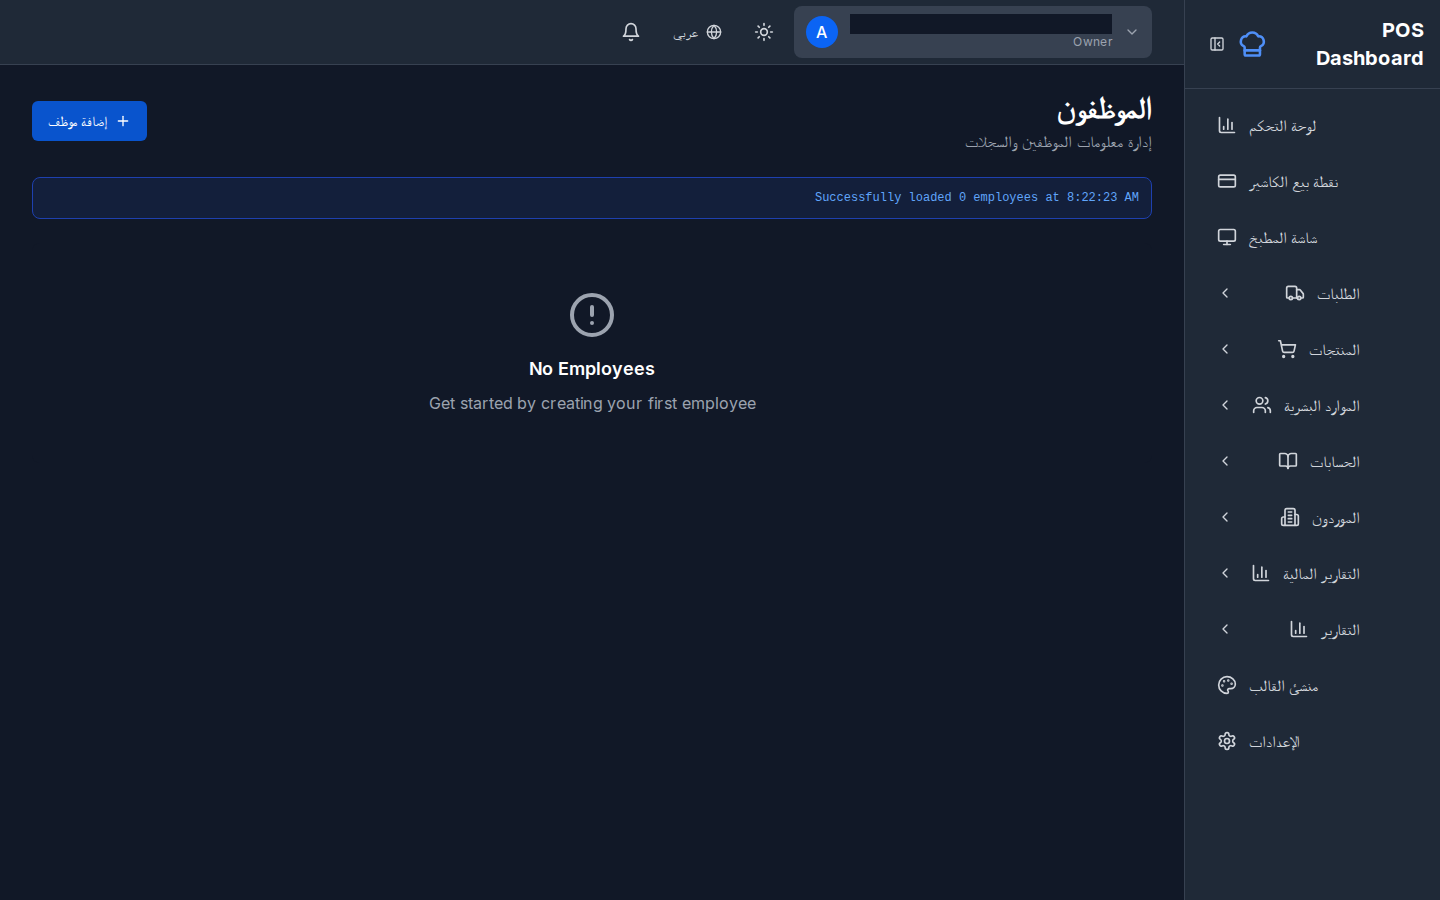 POS
Dashboard
لوحة التحكم
نقطة بيع الكاشير
شاشة المطبخ
الطلبات
المنتجات
الموارد البشرية
الحسابات
الموردون
التقارير المالية
التقارير
منشئ القالب
الإعدادات
A
Owner
عربي
الموظفون
إدارة معلومات الموظفين والسجلات
إضافة موظف
Successfully loaded 0 employees at 8:22:23 AM
No Employees
Get started by creating your first employee